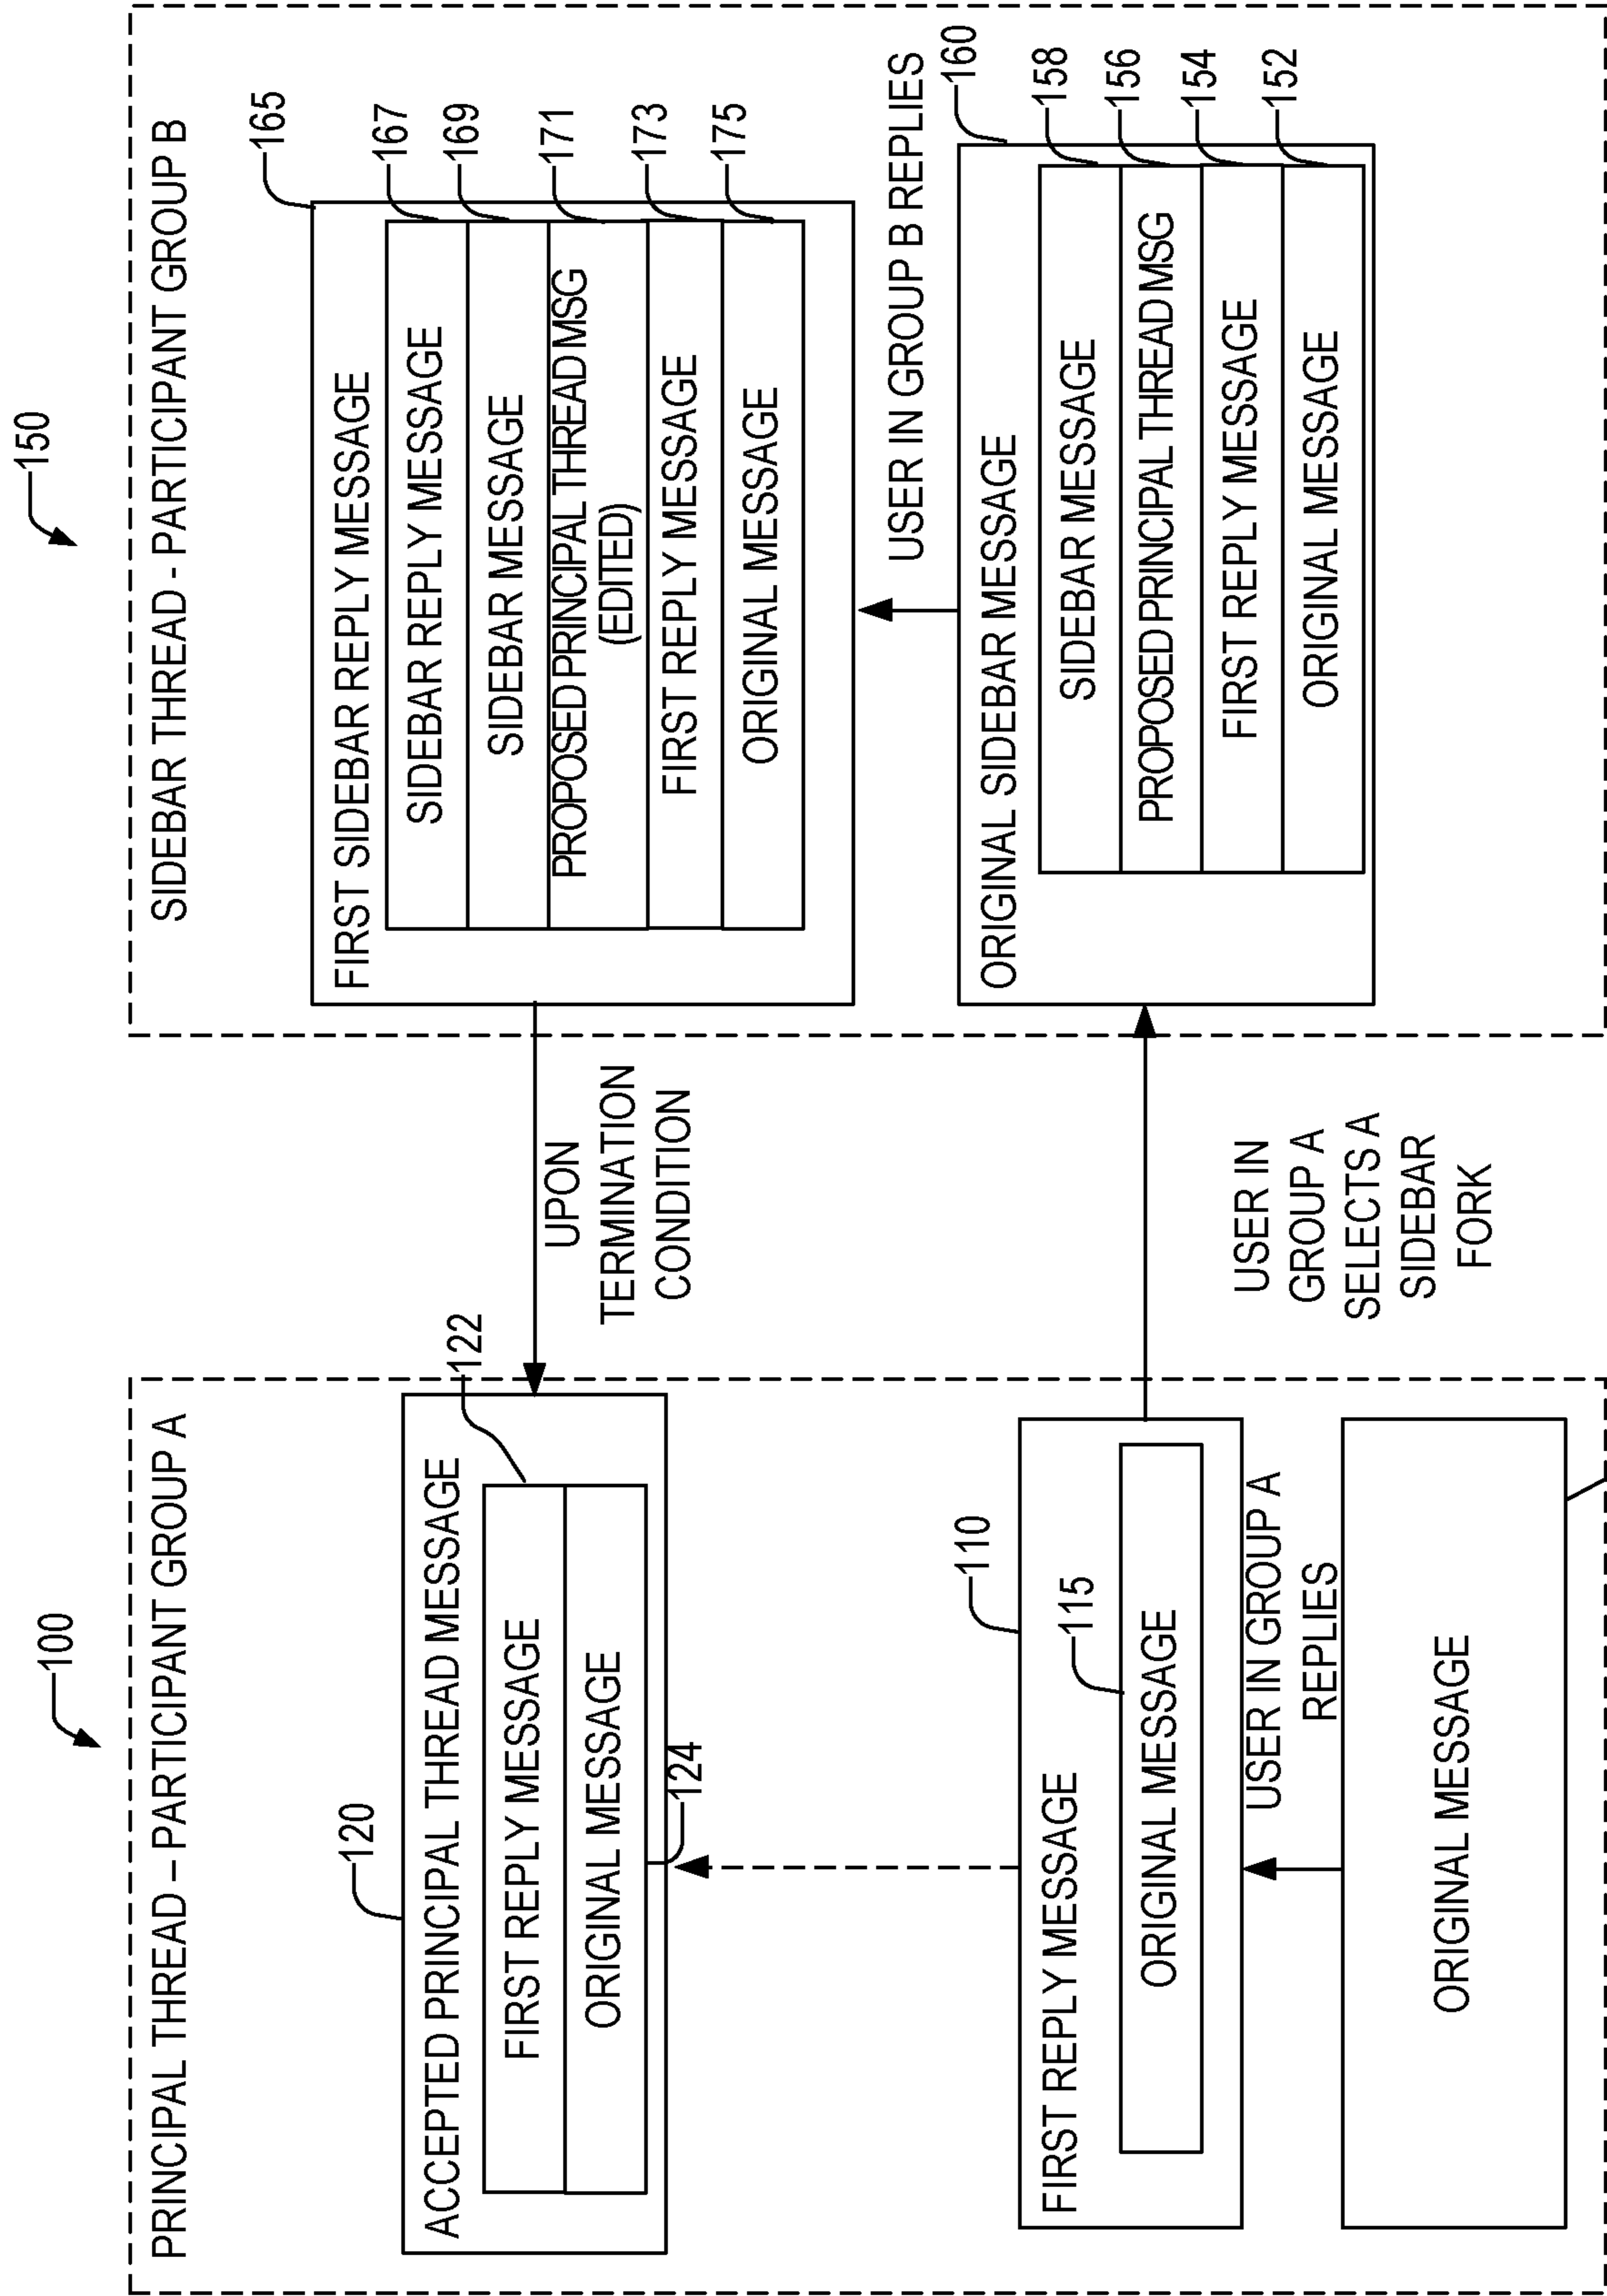 100
PRINCIPAL THREAD – PARTICIPANT GROUP A
120
ACCEPTED PRINCIPAL THREAD MESSAGE
122
FIRST REPLY MESSAGE
ORIGINAL MESSAGE
124
110
FIRST REPLY MESSAGE
115
ORIGINAL MESSAGE
USER IN GROUP A
REPLIES
ORIGINAL MESSAGE
UPON
TERMINATION
CONDITION
USER IN
GROUP A
SELECTS A
SIDEBAR
FORK
150
SIDEBAR THREAD - PARTICIPANT GROUP B
165
FIRST SIDEBAR REPLY MESSAGE
167
SIDEBAR REPLY MESSAGE
169
SIDEBAR MESSAGE
171
PROPOSED PRINCIPAL THREAD MSG
(EDITED)
173
FIRST REPLY MESSAGE
175
ORIGINAL MESSAGE
USER IN GROUP B REPLIES
160
ORIGINAL SIDEBAR MESSAGE
158
SIDEBAR MESSAGE
156
PROPOSED PRINCIPAL THREAD MSG
154
FIRST REPLY MESSAGE
152
ORIGINAL MESSAGE